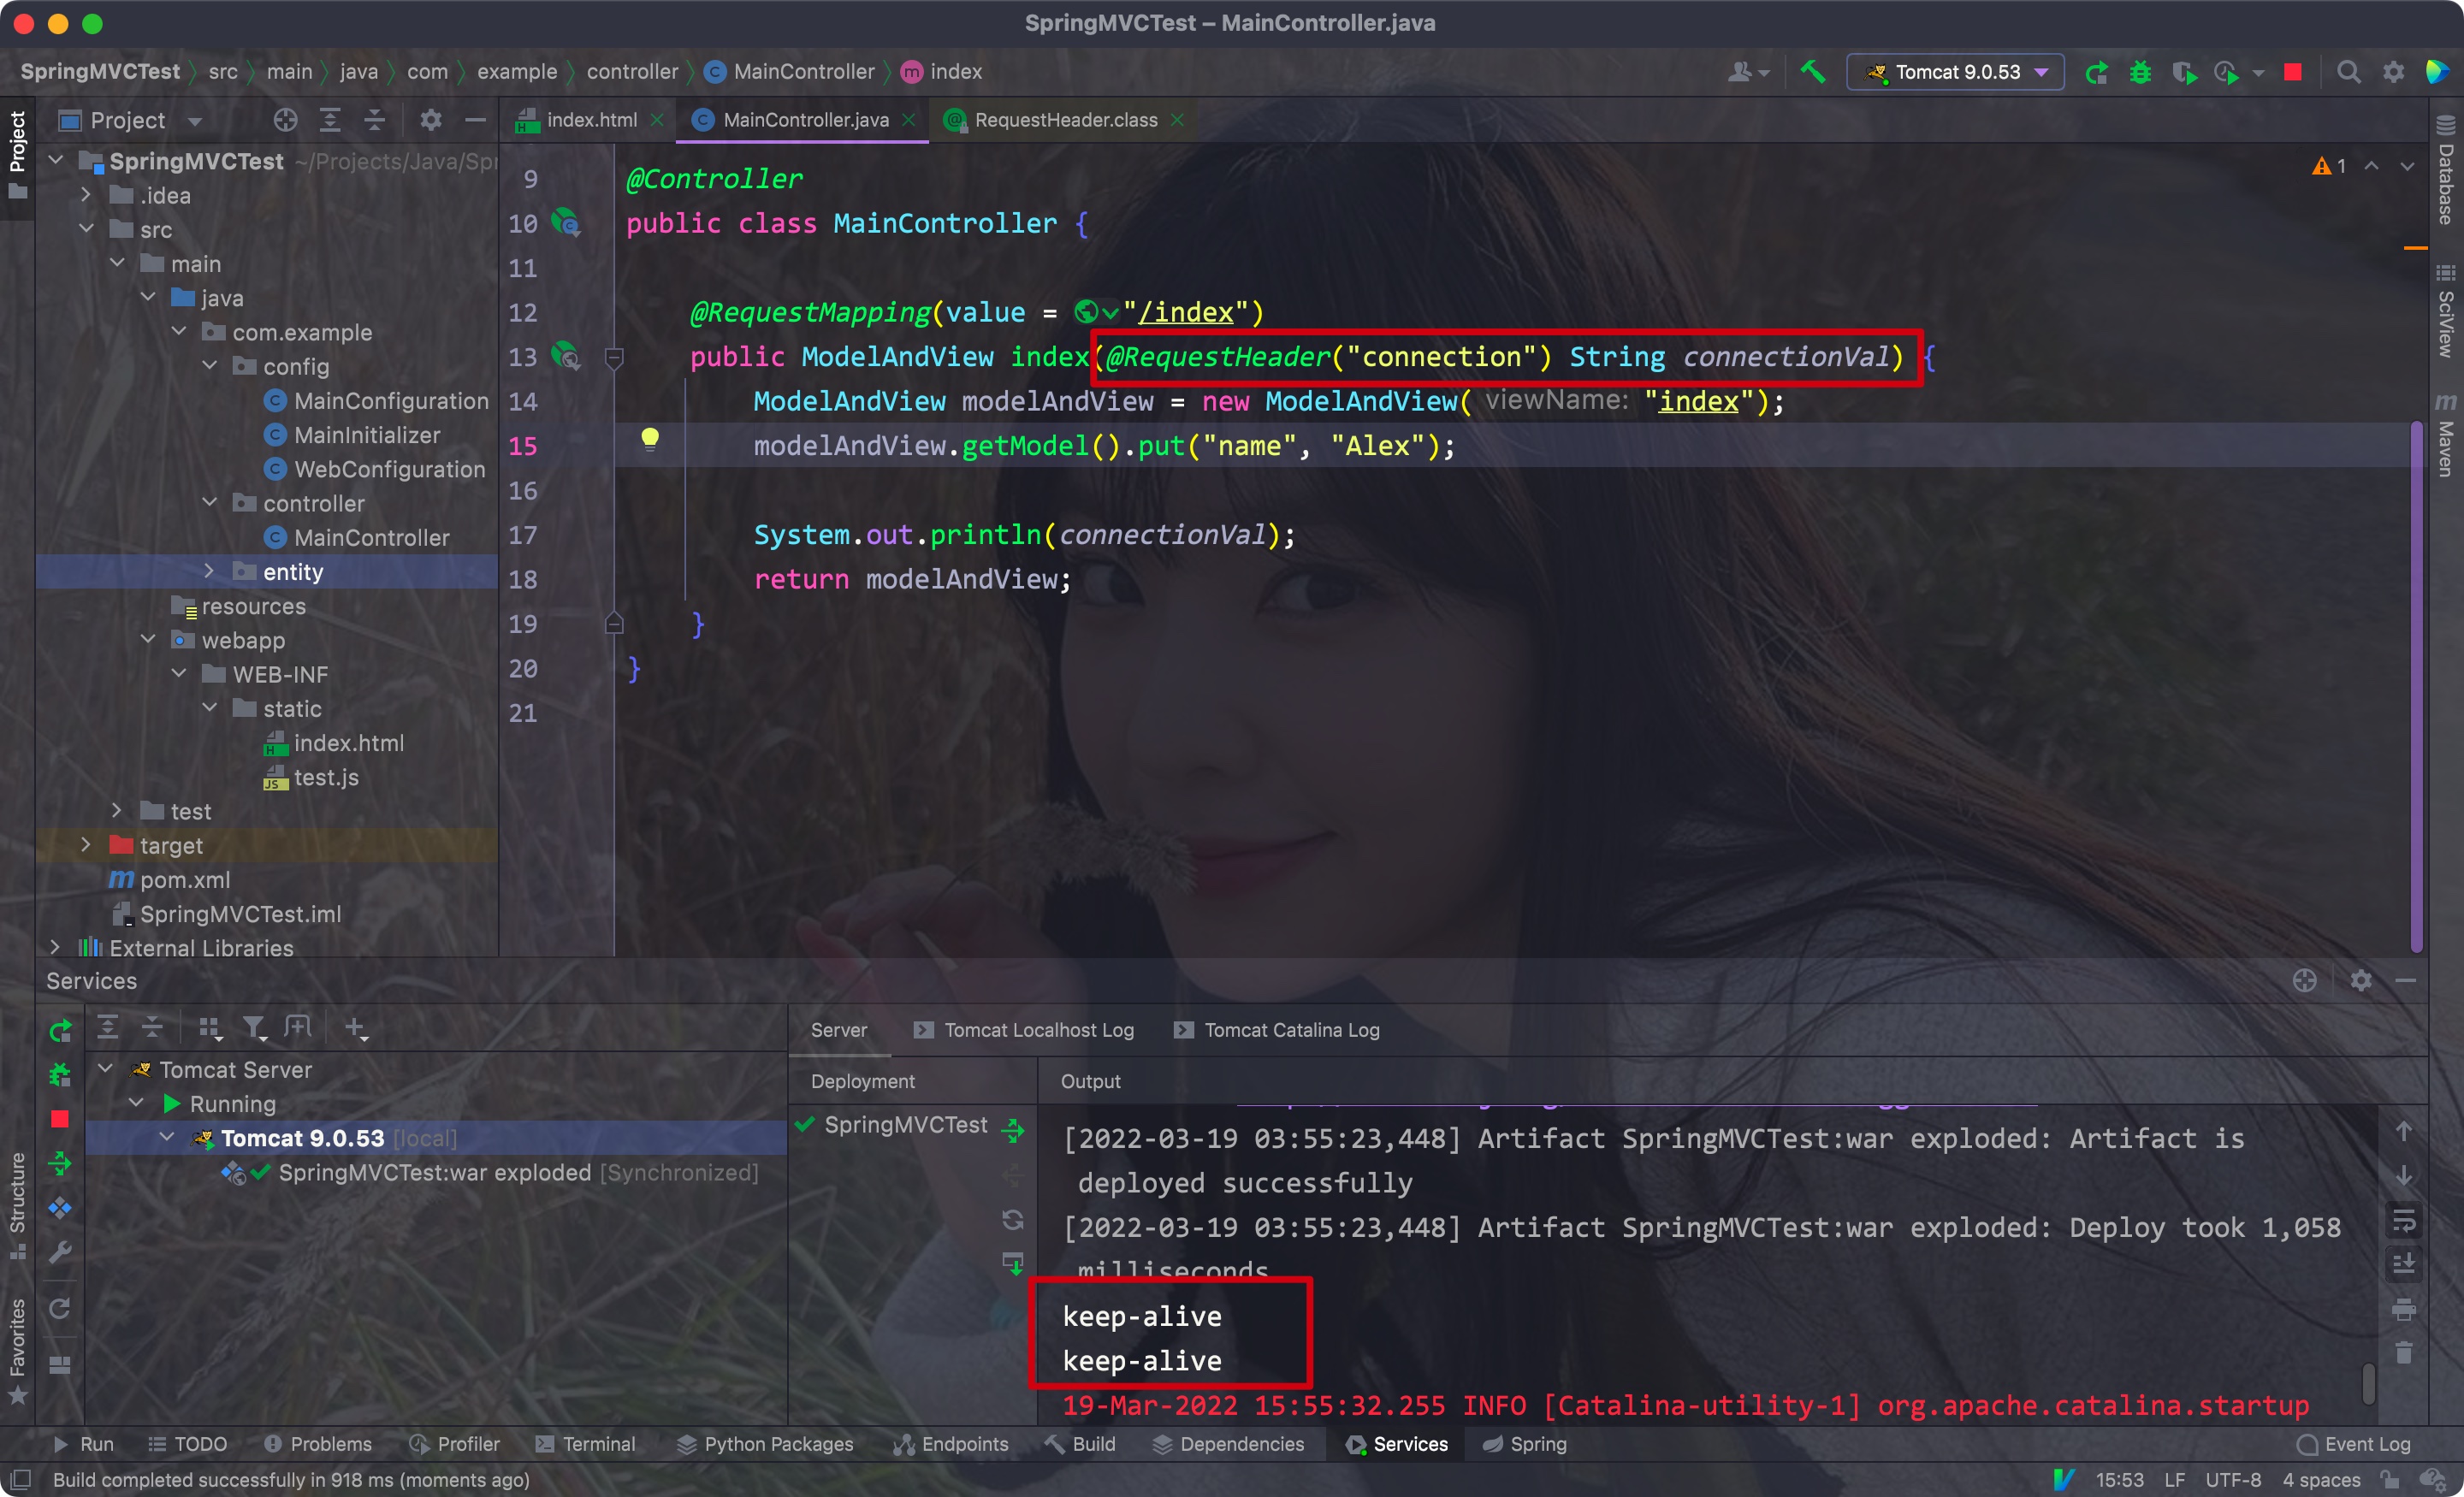 SpringMVCTest – MainController.java
SpringMVCTest src main java com example controller MainController index
Tomcat 9.0.53
Project
index.html
MainController.java
RequestHeader.class
Project
SpringMVCTest ~/Projects/Java/Spr
.idea
src
main
java
com.example
config
MainConfiguration
MainInitializer
WebConfiguration
controller
MainController
entity
resources
webapp
WEB-INF
static
index.html
test.js
test
target
pom.xml
SpringMVCTest.iml
External Libraries
1
9 @Controller
10 public class MainController {
11
12 @RequestMapping(value = "/index")
13 public ModelAndView index(@RequestHeader("connection") String connectionVal) {
14 ModelAndView modelAndView = new ModelAndView( viewName: "index");
15 modelAndView.getModel().put("name", "Alex");
16
17 System.out.println(connectionVal);
18 return modelAndView;
19 }
20 }
21
Database
SciView
Maven
Services
Tomcat Server
Running
Tomcat 9.0.53 [local]
SpringMVCTest:war exploded [Synchronized]
Server
Tomcat Localhost Log
Tomcat Catalina Log
Deployment
Output
SpringMVCTest
[2022-03-19 03:55:23,448] Artifact SpringMVCTest:war exploded: Artifact is
deployed successfully
[2022-03-19 03:55:23,448] Artifact SpringMVCTest:war exploded: Deploy took 1,058
milliseconds
keep-alive
keep-alive
19-Mar-2022 15:55:32.255 INFO [Catalina-utility-1] org.apache.catalina.startup
Structure
Favorites
Run
TODO
Problems
Profiler
Terminal
Python Packages
Endpoints
Build
Dependencies
Services
Spring
Event Log
Build completed successfully in 918 ms (moments ago)
15:53 LF UTF-8 4 spaces